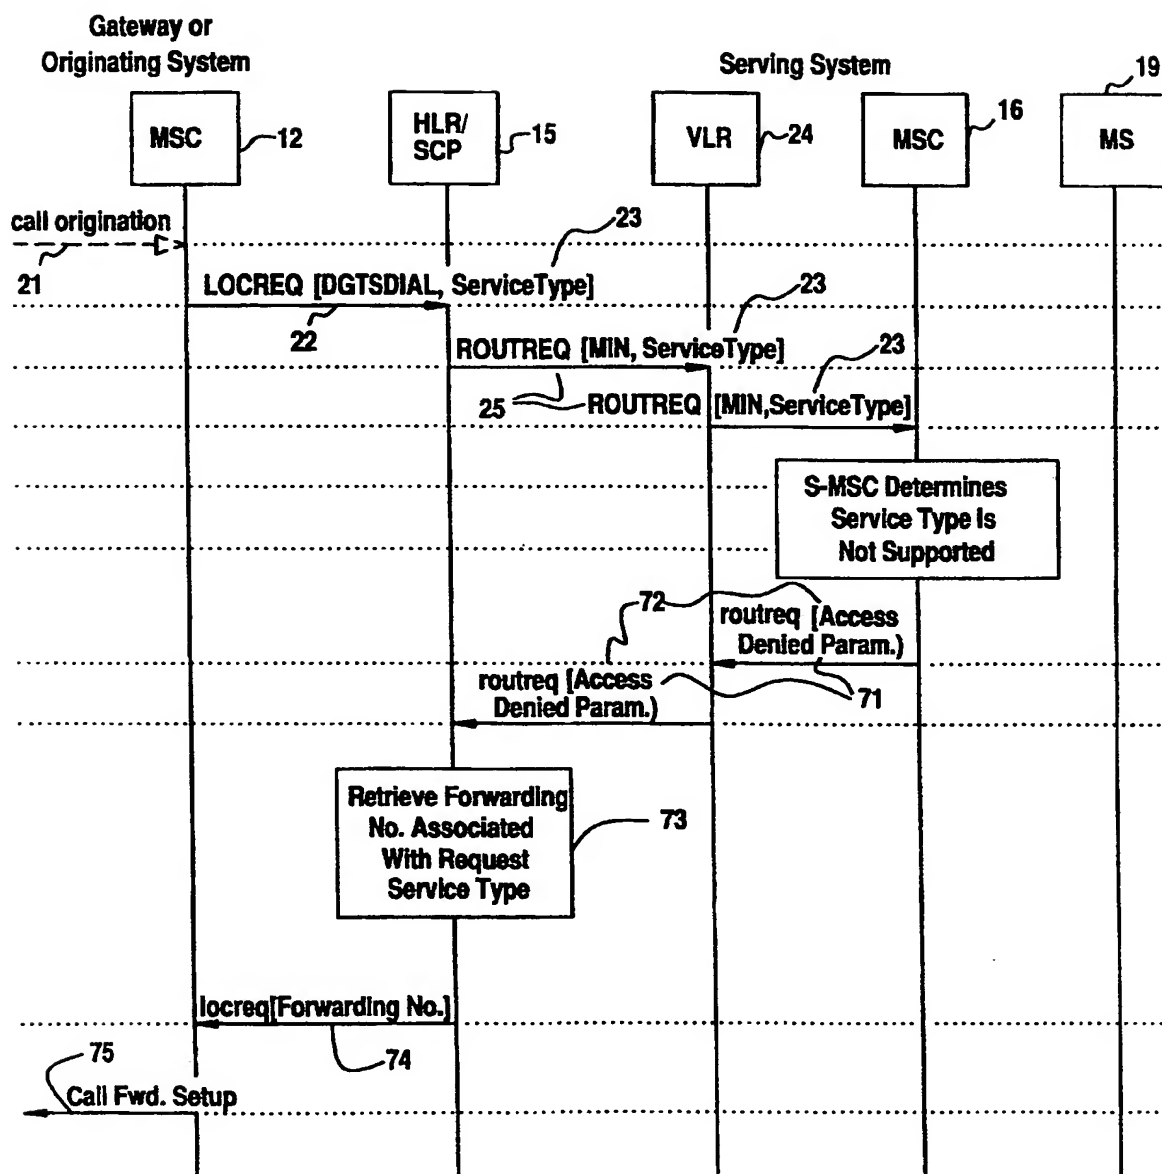 Gateway or
Originating System
Serving System
19
MSC
12
HLR/
SCP
15
VLR
24
MSC
16
MS
call origination
21
23
LOCREQ [DGTSDIAL, ServiceType]
22
23
ROUTREQ [MIN, ServiceType]
23
25
ROUTREQ [MIN,ServiceType]
S-MSC Determines
Service Type Is
Not Supported
72
routreq [Access
Denied Param.)
routreq [Access
Denied Param.)
71
Retrieve Forwarding
No. Associated
With Request
Service Type
73
locreq[Forwarding No.]
74
75
Call Fwd. Setup